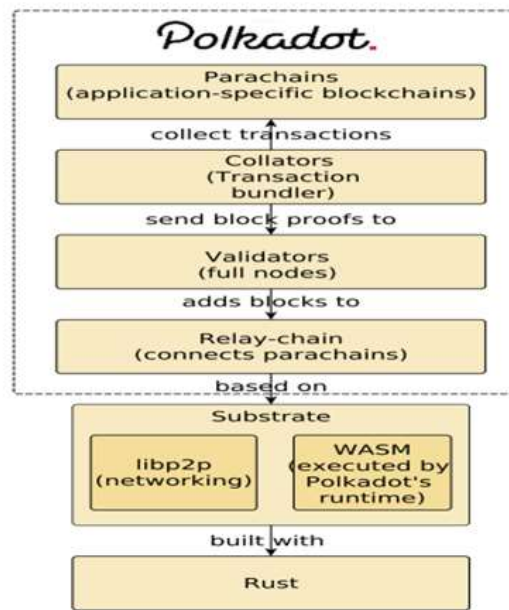 Polkadot.
Parachains
(application-specific blockchains)
collect transactions
Collators
(Transaction
bundler)
send block proofs to
Validators
(full nodes)
adds blocks to
Relay-chain
(connects parachains)
based on
Substrate
libp2p
(networking)
WASM
(executed by
Polkadot's
runtime)
built with
Rust